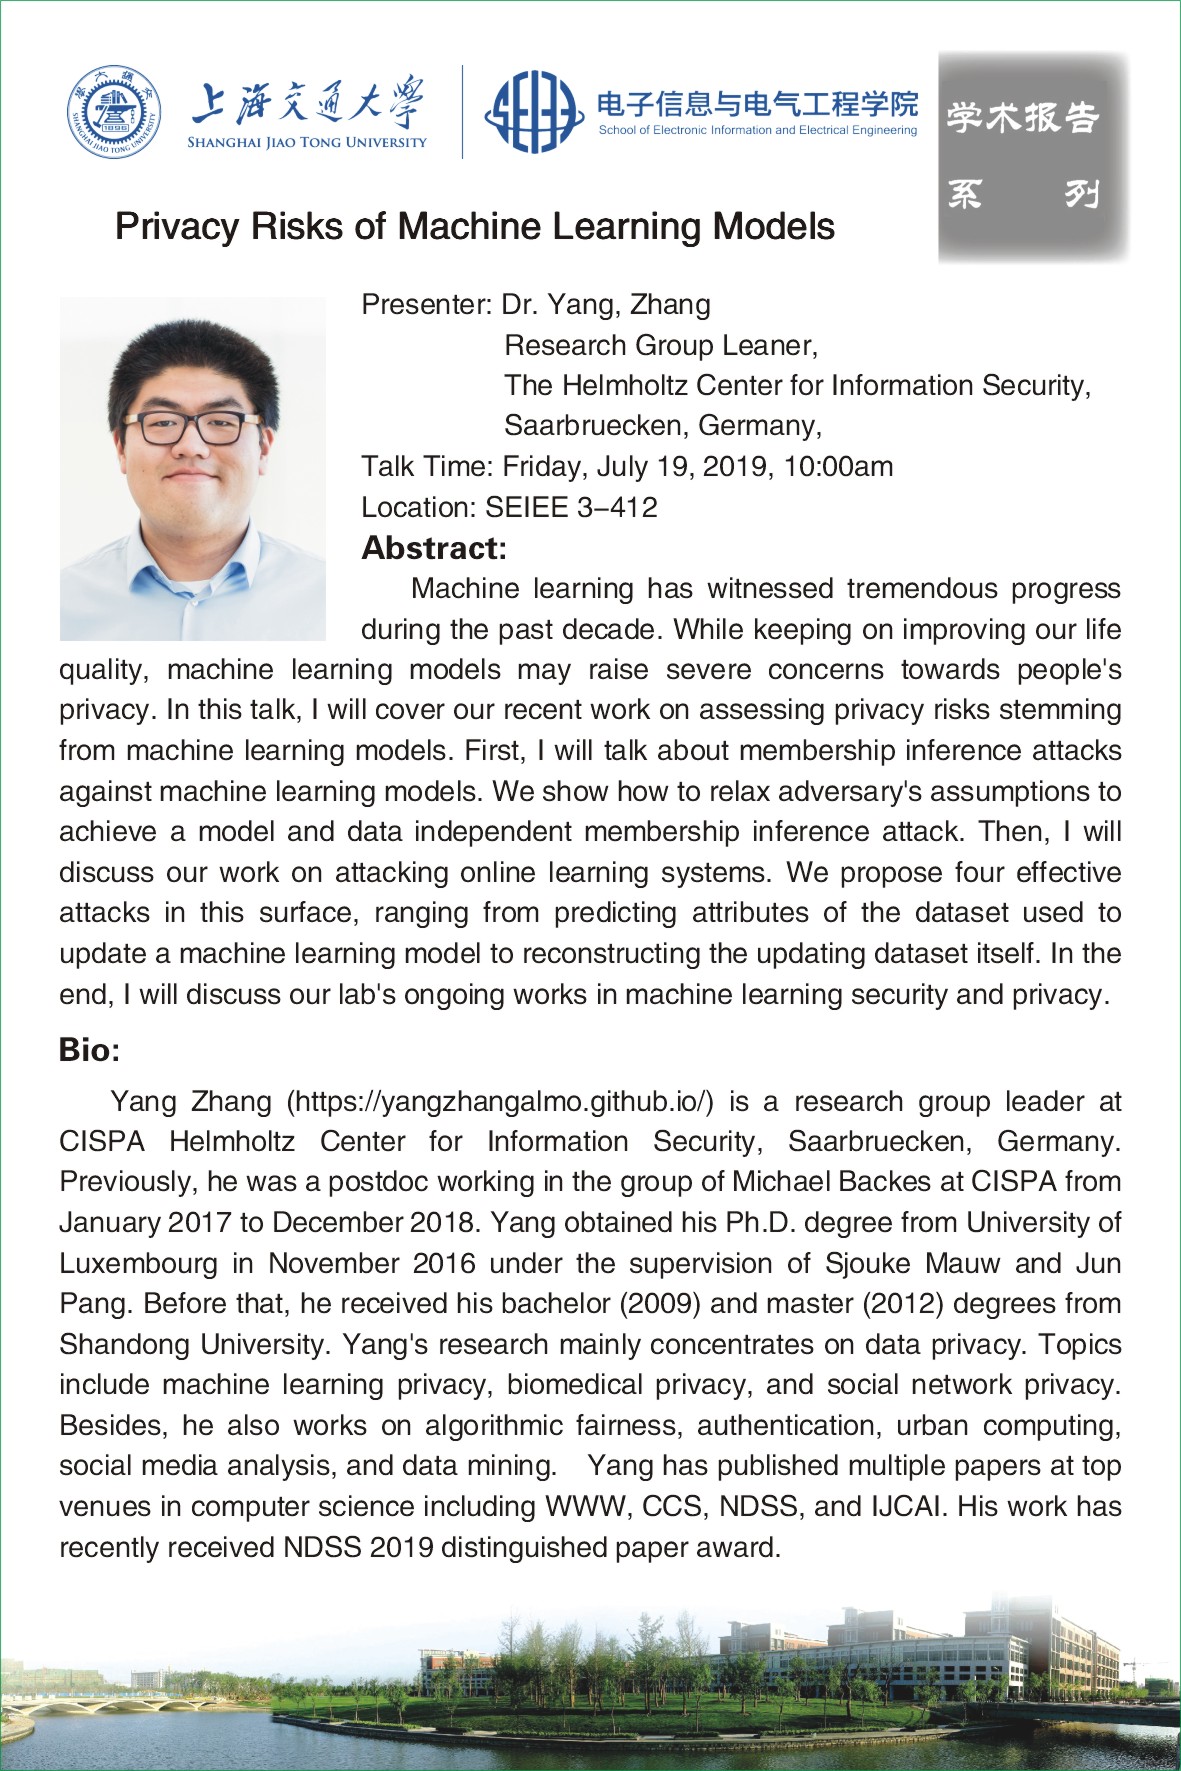 上海交通大学
SHANGHAI JIAO TONG UNIVERSITY
SEIEE
电子信息与电气工程学院
School of Electronic Information and Electrical Engineering
学术报告
系 列
Privacy Risks of Machine Learning Models
Presenter: Dr. Yang, Zhang
Research Group Leaner,
The Helmholtz Center for Information Security,
Saarbruecken, Germany,
Talk Time: Friday, July 19, 2019, 10:00am
Location: SEIEE 3-412
Abstract:
Machine learning has witnessed tremendous progress
during the past decade. While keeping on improving our life
quality, machine learning models may raise severe concerns towards people's
privacy. In this talk, I will cover our recent work on assessing privacy risks stemming
from machine learning models. First, I will talk about membership inference attacks
against machine learning models. We show how to relax adversary's assumptions to
achieve a model and data independent membership inference attack. Then, I will
discuss our work on attacking online learning systems. We propose four effective
attacks in this surface, ranging from predicting attributes of the dataset used to
update a machine learning model to reconstructing the updating dataset itself. In the
end, I will discuss our lab's ongoing works in machine learning security and privacy.
Bio:
Yang Zhang (https://yangzhangalmo.github.io/) is a research group leader at
CISPA Helmholtz Center for Information Security, Saarbruecken, Germany.
Previously, he was a postdoc working in the group of Michael Backes at CISPA from
January 2017 to December 2018. Yang obtained his Ph.D. degree from University of
Luxembourg in November 2016 under the supervision of Sjouke Mauw and Jun
Pang. Before that, he received his bachelor (2009) and master (2012) degrees from
Shandong University. Yang's research mainly concentrates on data privacy. Topics
include machine learning privacy, biomedical privacy, and social network privacy.
Besides, he also works on algorithmic fairness, authentication, urban computing,
social media analysis, and data mining. Yang has published multiple papers at top
venues in computer science including WWW, CCS, NDSS, and IJCAI. His work has
recently received NDSS 2019 distinguished paper award.